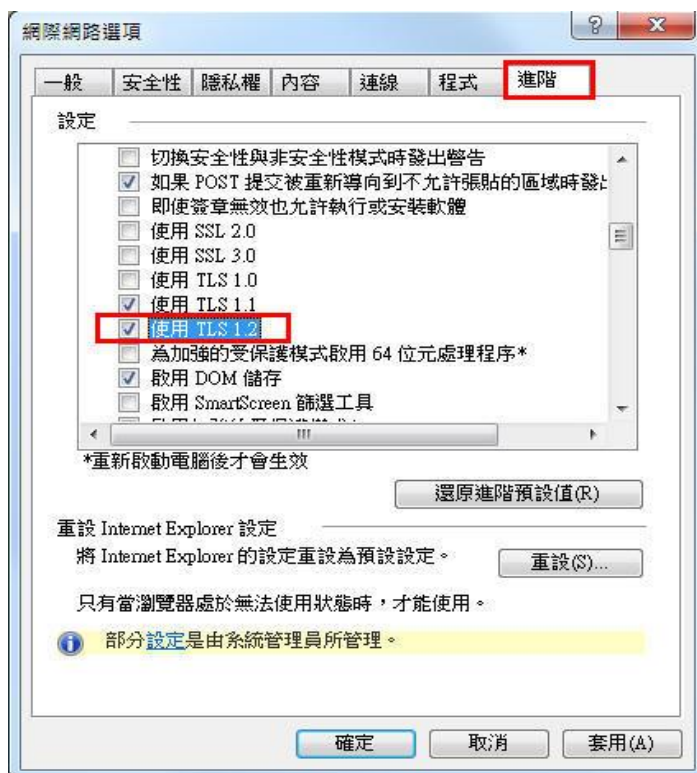 網際網路選項
一般 安全性 隱私權 內容 連線 程式 進階
設定
切換安全性與非安全性模式時發出警告
如果 POST 提交被重新導向到不允許張貼的區域時發
即使簽章無效也允許執行或安裝軟體
使用 SSL 2.0
使用 SSL 3.0
使用 TLS 1.0
使用 TLS 1.1
使用 TLS 1.2
為加強的受保護模式啟用 64 位元處理程序*
啟用 DOM 儲存
啟用 SmartScreen 篩選工具
*重新啟動電腦後才會生效
還原進階預設值(R)
重設 Internet Explorer 設定
將 Internet Explorer 的設定重設為預設設定。
重設(S)...
只有當瀏覽器處於無法使用狀態時，才能使用。
部分設定是由系統管理員所管理。
確定 取消 套用(A)